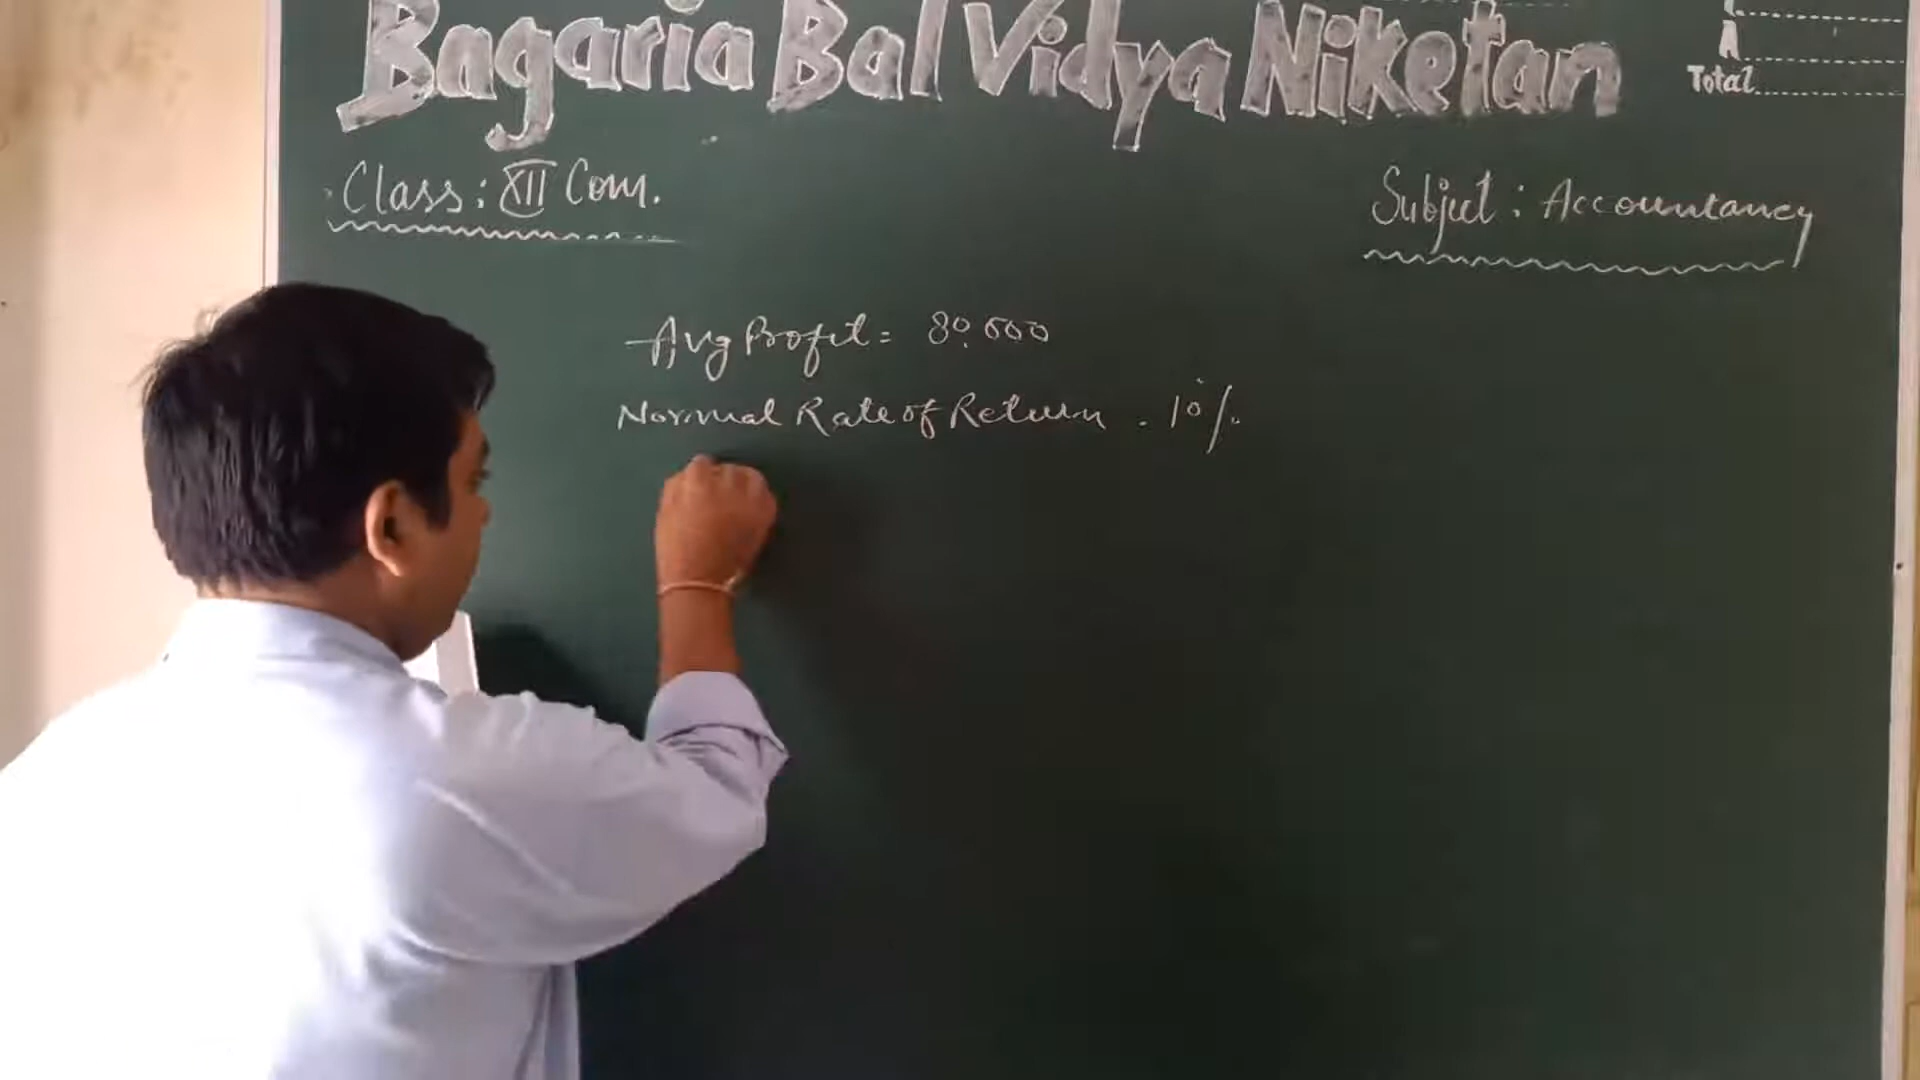 Bagaria Bal Vidya Niketan
A
Total
Class: XII Com.
Subject: Accountancy
Avg Profit = 80,000
Normal Rate of Return - 10%